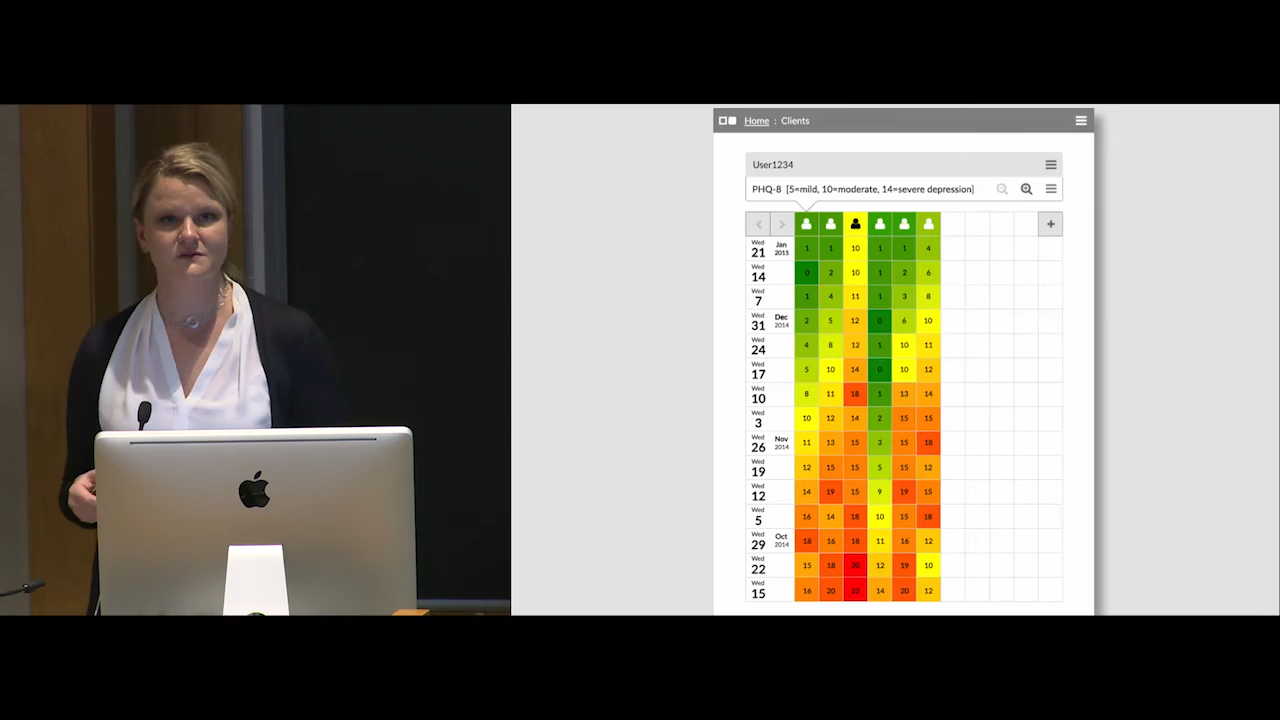 Home : Clients
User1234
PHQ-8 [5=mild, 10=moderate, 14=severe depression]
< > +
Wed 21 Jan 2015 1 1 10 1 1 4
Wed 14 0 2 10 1 2 6
Wed 7 1 4 11 1 3 8
Wed 31 Dec 2014 2 5 12 0 6 10
Wed 24 4 8 12 1 10 11
Wed 17 5 10 14 0 10 12
Wed 10 8 11 18 1 13 14
Wed 3 10 12 14 2 15 15
Wed 26 Nov 2014 11 13 15 3 15 18
Wed 19 12 15 15 5 15 12
Wed 12 14 19 15 9 19 15
Wed 5 16 14 18 10 15 18
Wed 29 Oct 2014 18 16 18 11 16 12
Wed 22 15 18 20 12 19 10
Wed 15 16 20 22 14 20 12